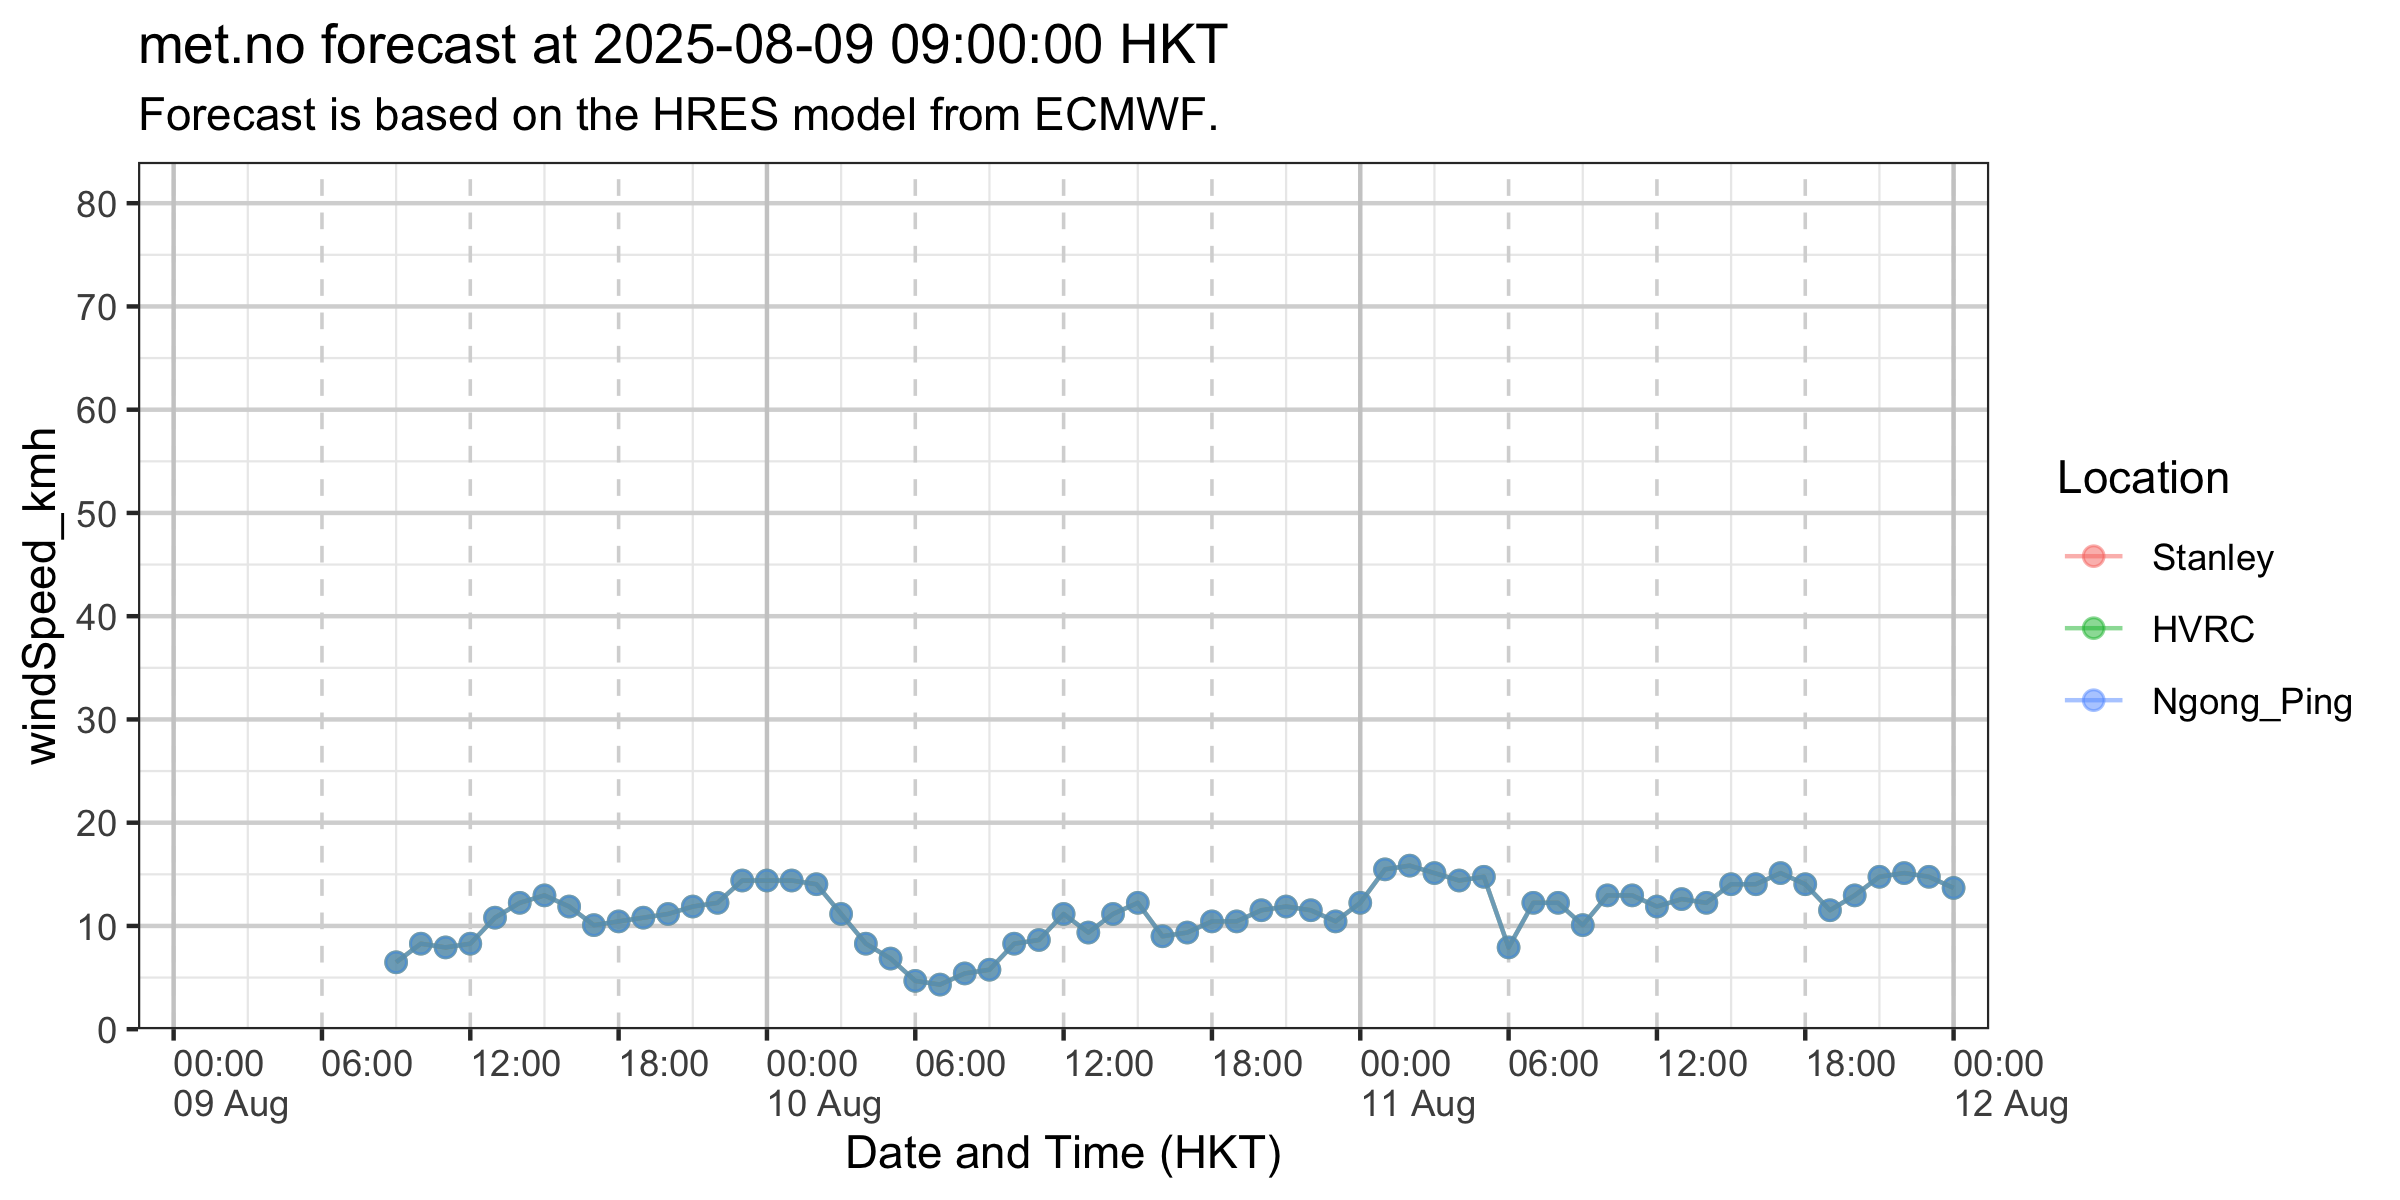 met.no forecast at 2025-08-09 09:00:00 HKT
Forecast is based on the HRES model from ECMWF.
windSpeed_kmh
80
70
60
50
40
30
20
10
0
00:00 06:00 12:00 18:00 00:00 06:00 12:00 18:00 00:00 06:00 12:00 18:00 00:00
09 Aug 10 Aug 11 Aug 12 Aug
Date and Time (HKT)
Location
Stanley
HVRC
Ngong_Ping